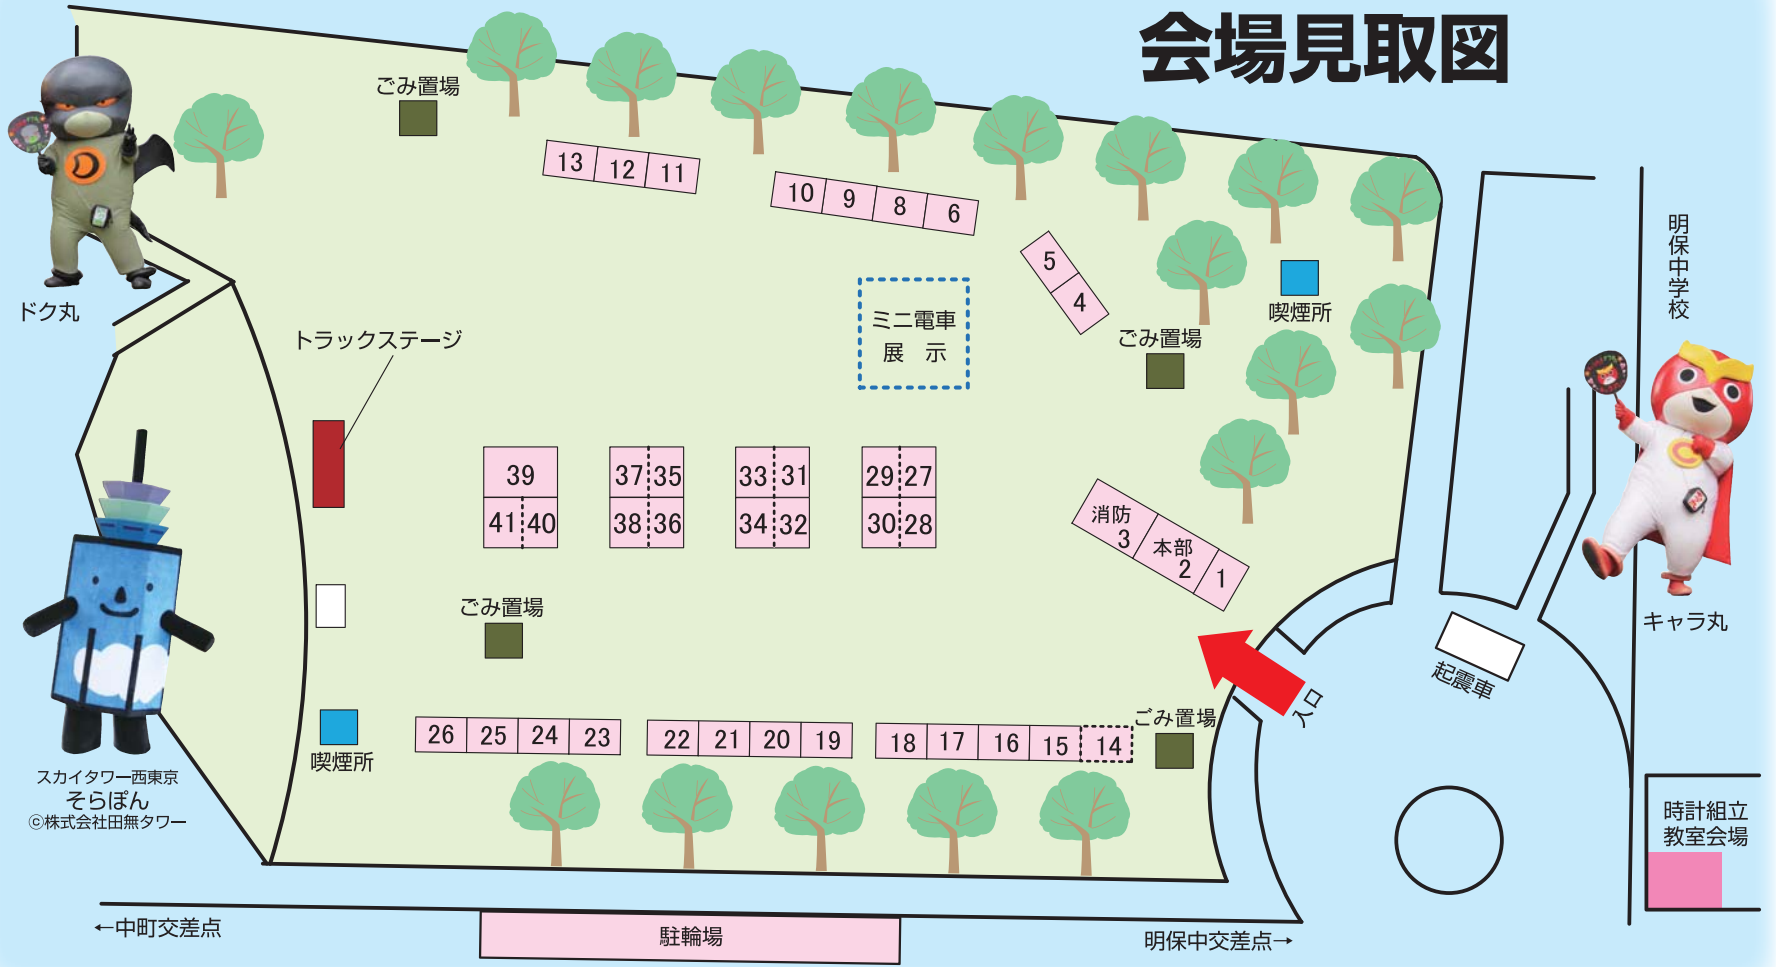 会場見取図
ごみ置場
13 12 11
10 9 8 6
5
4
ミニ電車
展 示
ごみ置場
喫煙所
明保中学校
ドク丸
トラックステージ
39
41 40
37 35
38 36
33 31
34 32
29 27
30 28
消防
3
本部
2
1
ごみ置場
キャラ丸
起震車
入口
喫煙所
26 25 24 23
22 21 20 19
18 17 16 15 14
ごみ置場
スカイタワー西東京
そらぽん
©株式会社田無タワー
時計組立
教室会場
←中町交差点
駐輪場
明保中交差点→